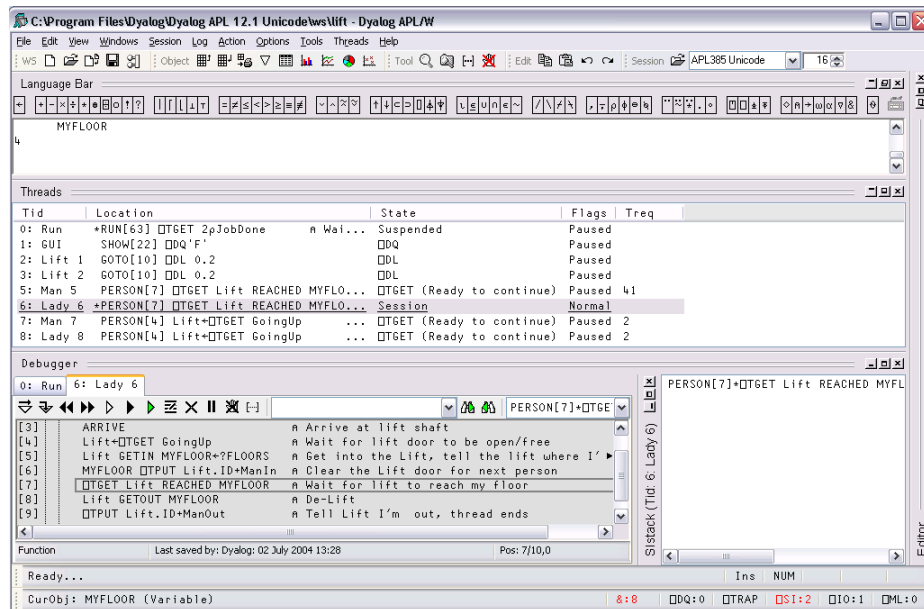 C:\Program Files\Dyalog\Dyalog APL 12.1 Unicode\ws\lift - Dyalog APL/W
File Edit View Windows Session Log Action Options Tools Threads Help
WS Object Tool Edit Session APL385 Unicode 16
Language Bar
← + - × ÷ * ⍟ ⌹ ○ ! ? | ⌈ ⌊ ⊥ ⊤ = ≠ ≤ < > ≥ ≡ ≢ ∨ ∧ ⍲ ⍱ ↑ ↓ ⊂ ⊃ ⌷ ⍋ ⍒ ⍳ ∪ ∩ ∊ ~ / \ ⌿ ⍀ , ⍪ ⍴ ⌽ ⊖ ⍉ ¨ ⍨ ⍣ . ∘ ⍞ ⎕ ⍎ ⍕ ⋄ ⍝ → ⍵ ⍺ ∇ & ⍬
MYFLOOR
4
Threads
Tid Location State Flags Treq
0: Run *RUN[63] ⎕TGET 2⍴JobDone ⍝ Wai... Suspended Paused
1: GUI SHOW[22] ⎕DQ'F' ⎕DQ Paused
2: Lift 1 GOTO[10] ⎕DL 0.2 ⎕DL Paused
3: Lift 2 GOTO[10] ⎕DL 0.2 ⎕DL Paused
5: Man 5 PERSON[7] ⎕TGET Lift REACHED MYFLO... ⎕TGET (Ready to continue) Paused 41
6: Lady 6 *PERSON[7] ⎕TGET Lift REACHED MYFLO... Session Normal
7: Man 7 PERSON[4] Lift←⎕TGET GoingUp ... ⎕TGET (Ready to continue) Paused 2
8: Lady 8 PERSON[4] Lift←⎕TGET GoingUp ... ⎕TGET (Ready to continue) Paused 2
Debugger
0: Run 6: Lady 6
PERSON[7]*⎕TGE
PERSON[7]*⎕TGET Lift REACHED MYFL
[3] ARRIVE ⍝ Arrive at lift shaft
[4] Lift←⎕TGET GoingUp ⍝ Wait for lift door to be open/free
[5] Lift GETIN MYFLOOR←?FLOORS ⍝ Get into the Lift, tell the lift where I'
[6] MYFLOOR ⎕TPUT Lift.ID+ManIn ⍝ Clear the Lift door for next person
[7] ⎕TGET Lift REACHED MYFLOOR ⍝ Wait for lift to reach my floor
[8] Lift GETOUT MYFLOOR ⍝ De-Lift
[9] ⎕TPUT Lift.ID+ManOut ⍝ Tell Lift I'm out, thread ends
Function Last saved by: Dyalog: 02 July 2004 13:28 Pos: 7/10,0
SIstack (Tid: 6: Lady 6)
Editor
Ready... Ins NUM
CurObj: MYFLOOR (Variable) &:8 ⎕DQ:0 ⎕TRAP ⎕SI:2 ⎕IO:1 ⎕ML:0